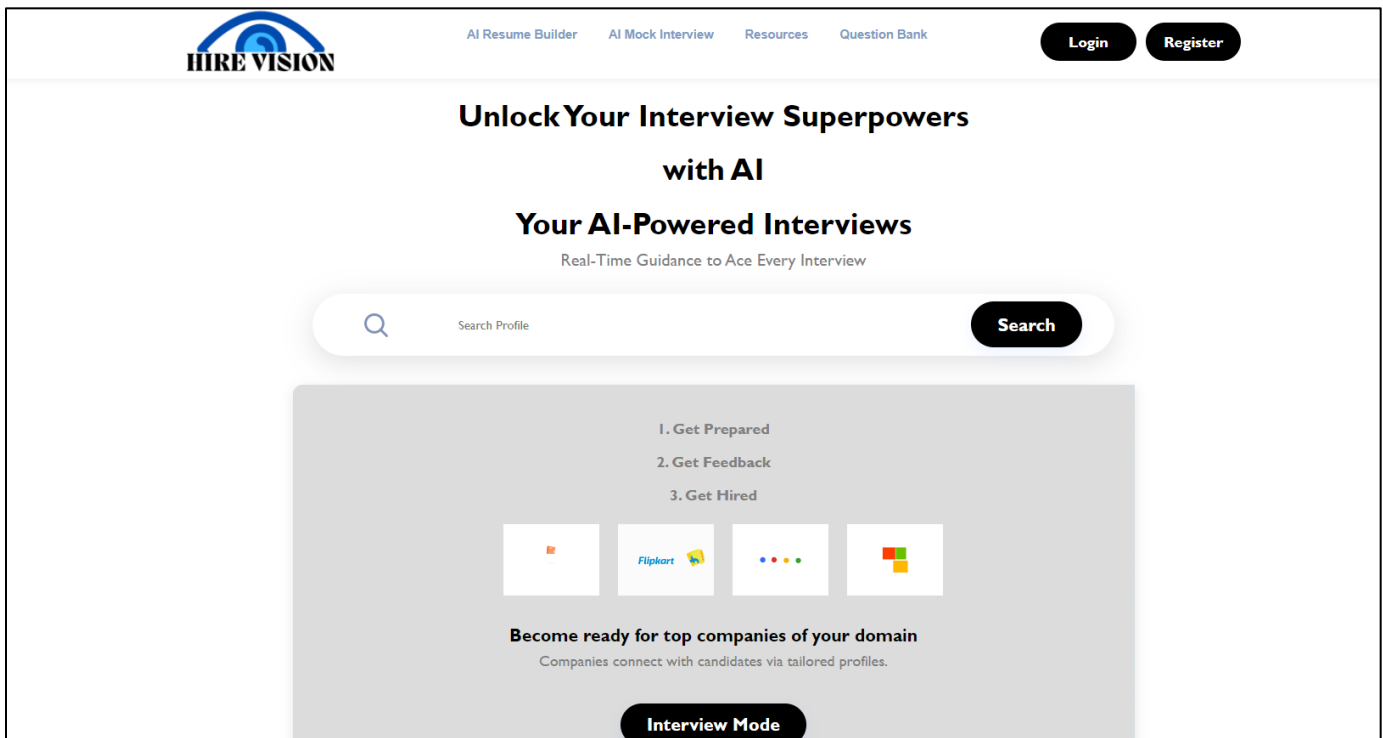 HIRE VISION
AI Resume Builder AI Mock Interview Resources Question Bank
Login Register
Unlock Your Interview Superpowers
with AI
Your AI-Powered Interviews
Real-Time Guidance to Ace Every Interview
Search Profile Search
1. Get Prepared
2. Get Feedback
3. Get Hired
Flipkart
Become ready for top companies of your domain
Companies connect with candidates via tailored profiles.
Interview Mode